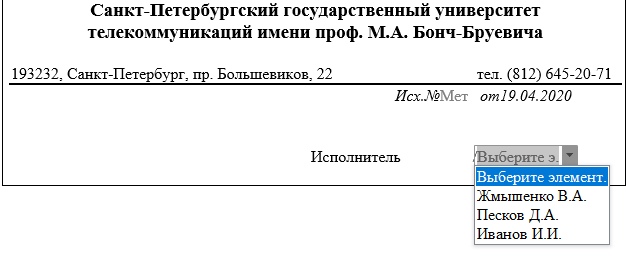 Санкт-Петербургский государственный университет
телекоммуникаций имени проф. М.А. Бонч-Бруевича
193232, Санкт-Петербург, пр. Большевиков, 22 тел. (812) 645-20-71
Исх.№Мет от19.04.2020
Исполнитель /Выберите э.
Выберите элемент.
Жмышенко В.А.
Песков Д.А.
Иванов И.И.